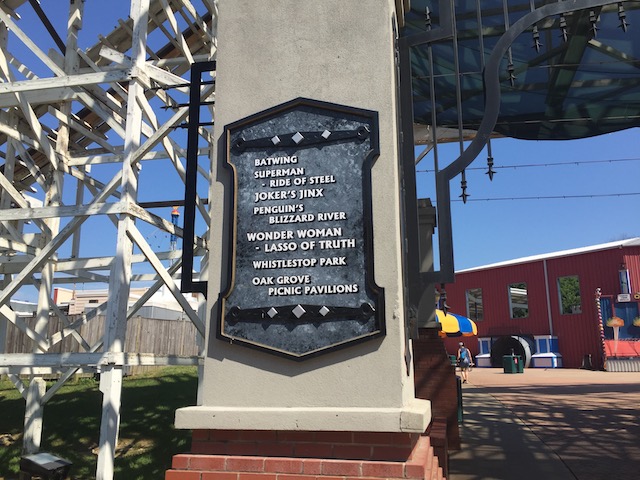 BATWING
SUPERMAN
- RIDE OF STEEL
JOKER'S JINX
PENGUIN'S
BLIZZARD RIVER
WONDER WOMAN
- LASSO OF TRUTH
WHISTLESTOP PARK
OAK GROVE
PICNIC PAVILIONS